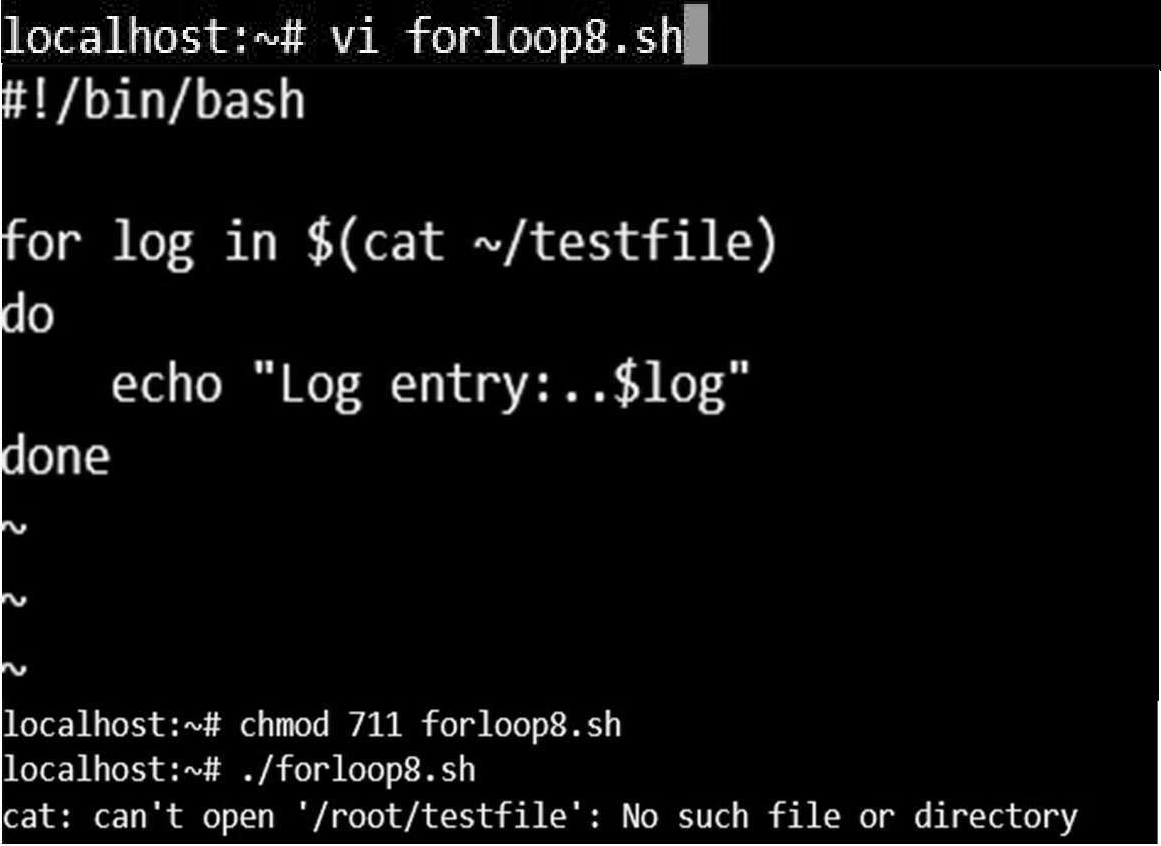 localhost:~# vi forloop8.sh
#!/bin/bash
for log in $(cat ~/testfile)
do
    echo "Log entry:..$log"
done
~
~
~
localhost:~# chmod 711 forloop8.sh
localhost:~# ./forloop8.sh
cat: can't open '/root/testfile': No such file or directory